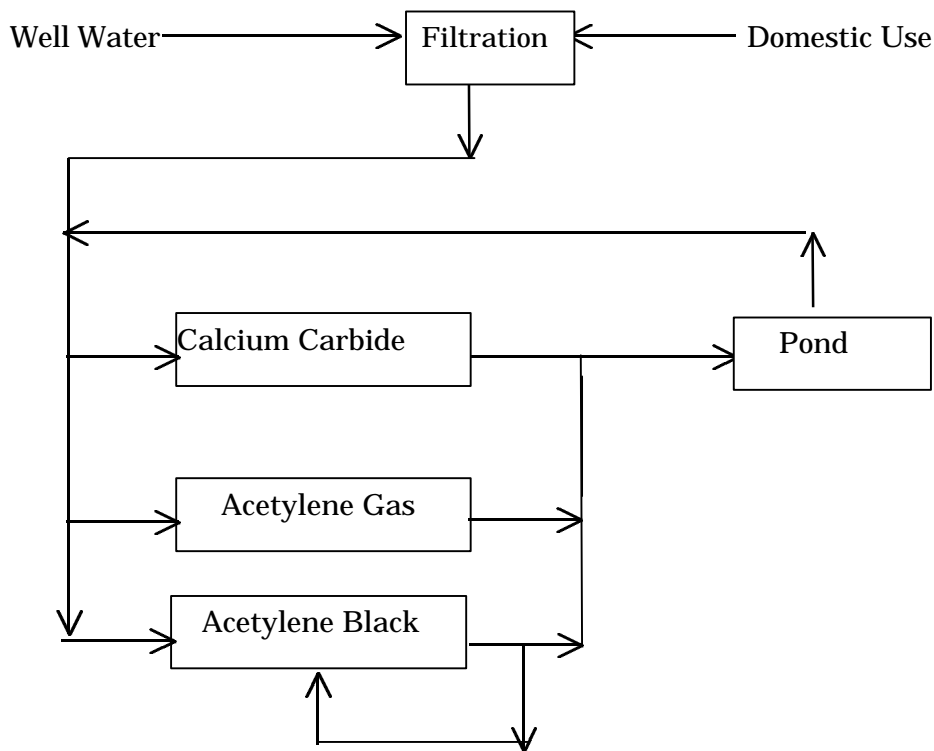 Well Water
Filtration
Domestic Use
Calcium Carbide
Pond
Acetylene Gas
Acetylene Black